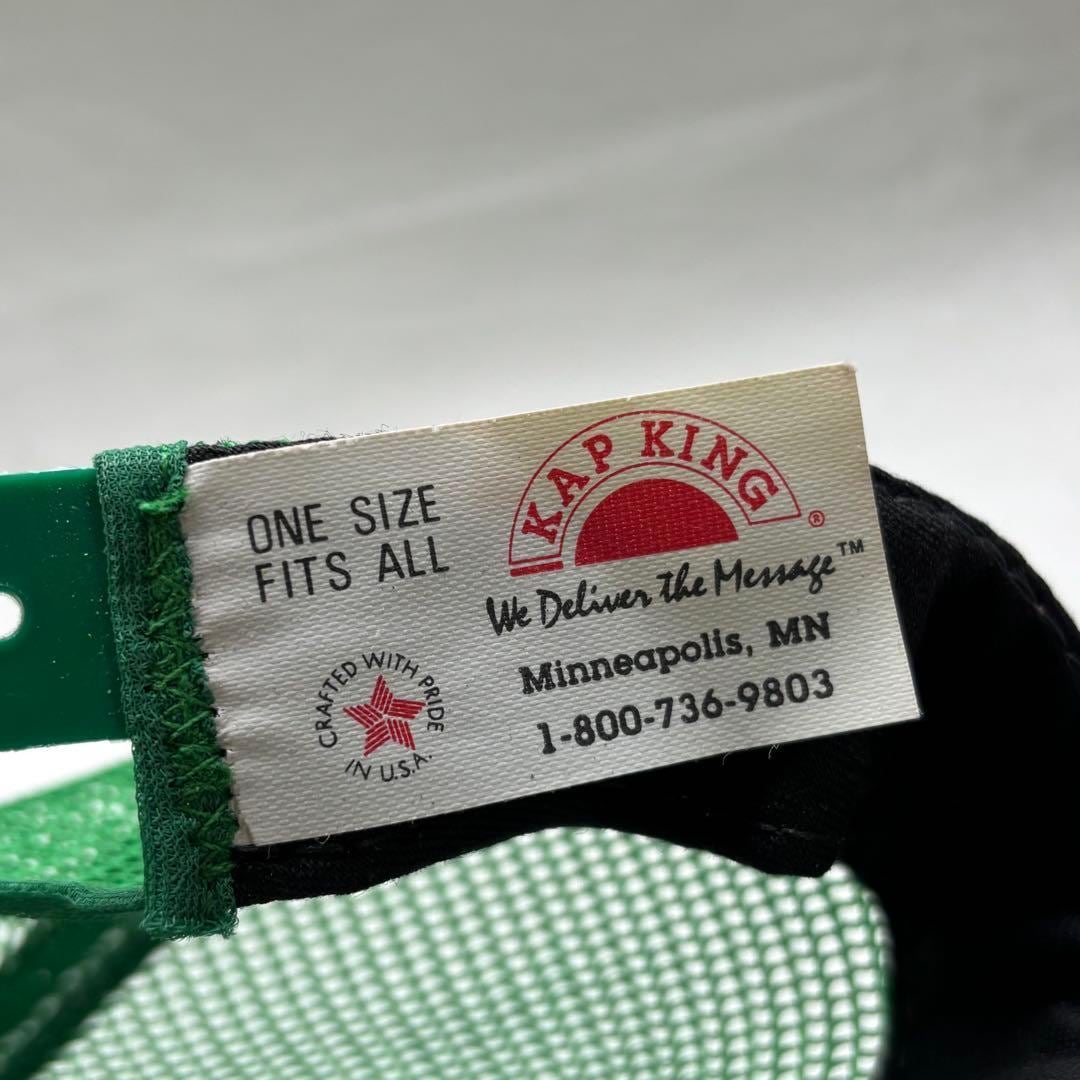 ONE SIZE
FITS ALL
CRAFTED WITH PRIDE
IN U.S.A.
KAP KING®
We Deliver the Message™
Minneapolis, MN
1-800-736-9803